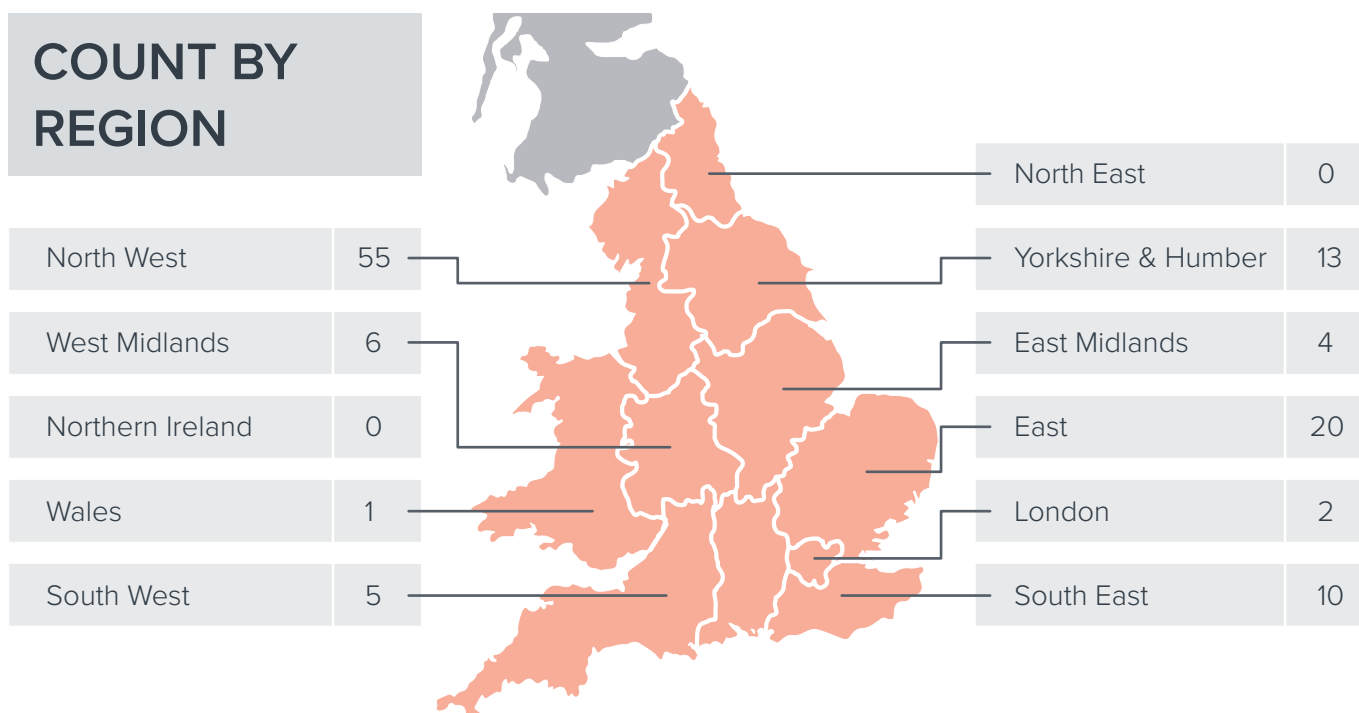 COUNT BY
REGION
North West 55
West Midlands 6
Northern Ireland 0
Wales 1
South West 5
North East 0
Yorkshire & Humber 13
East Midlands 4
East 20
London 2
South East 10